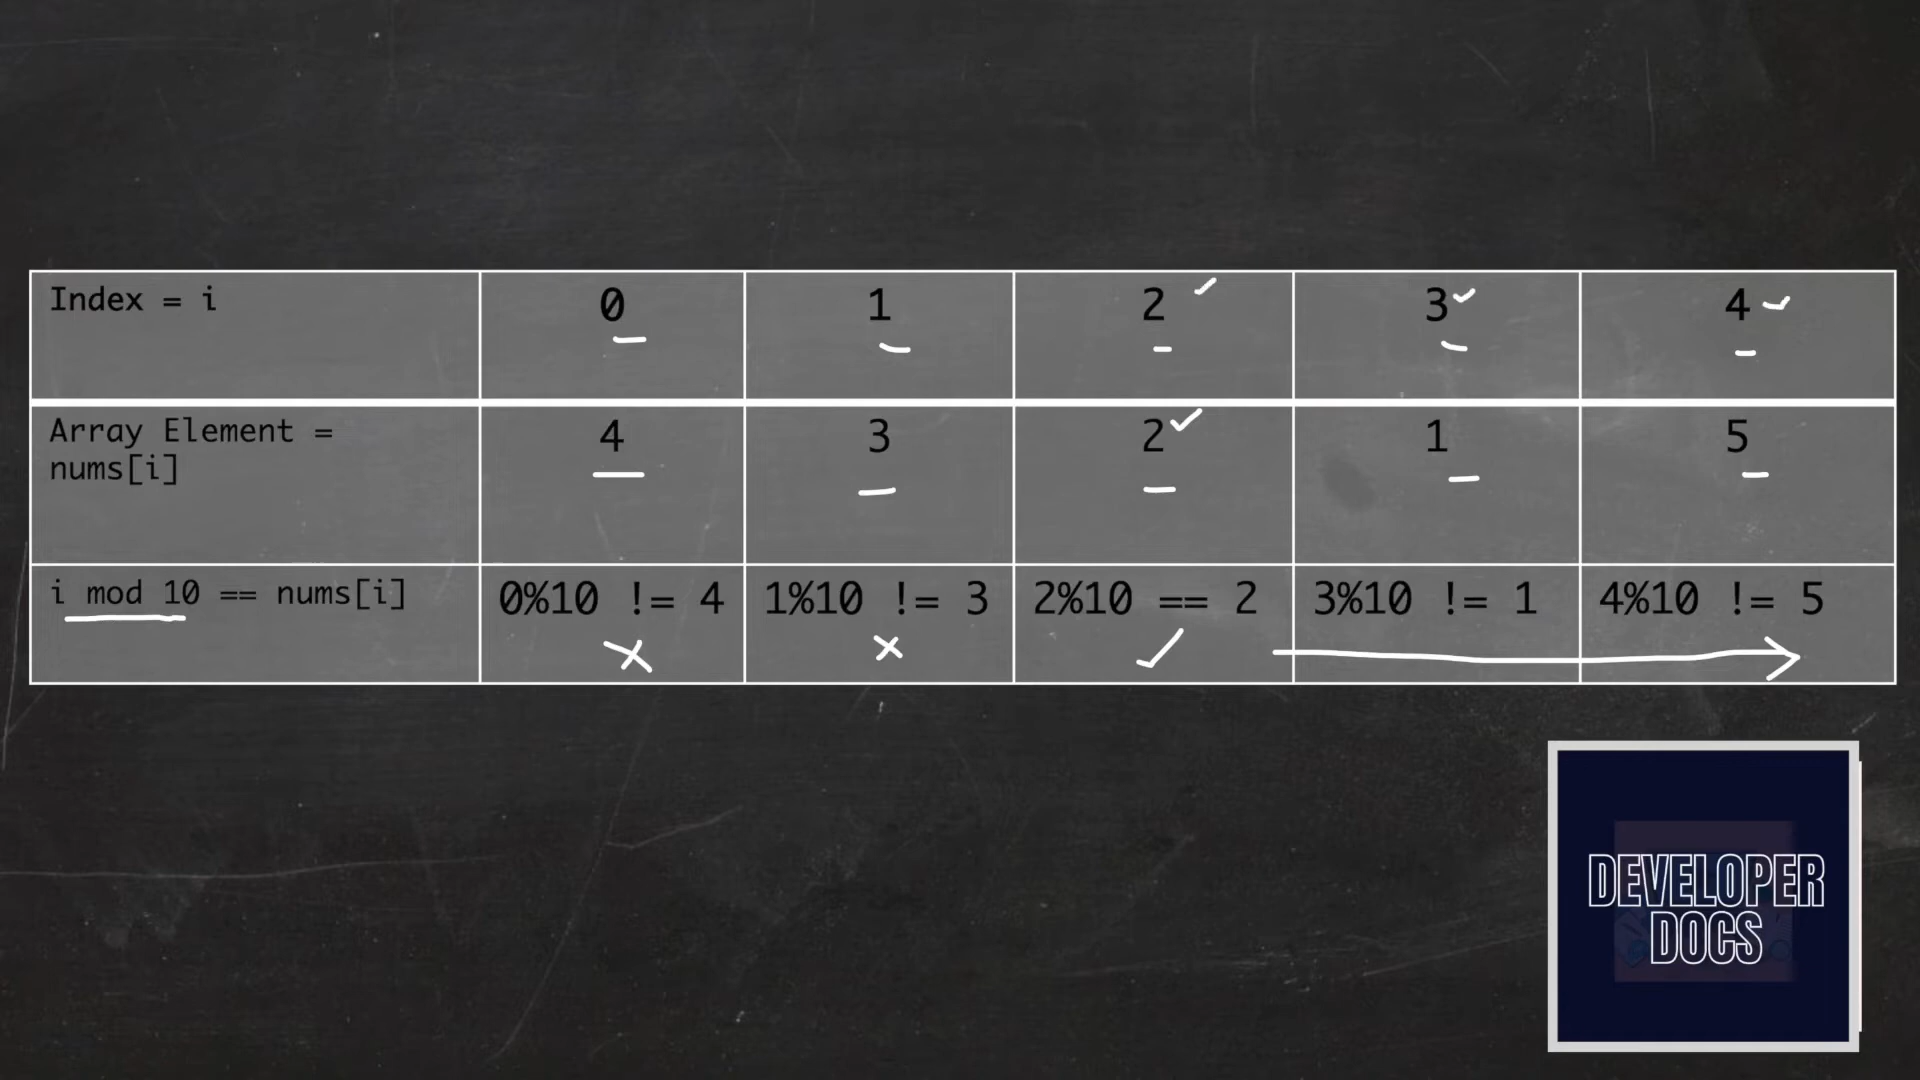 Index = i 0 1 2 3 4
Array Element = 4 3 2 1 5
nums[i]
i mod 10 == nums[i] 0%10 != 4 1%10 != 3 2%10 == 2 3%10 != 1 4%10 != 5
DEVELOPER
DOCS